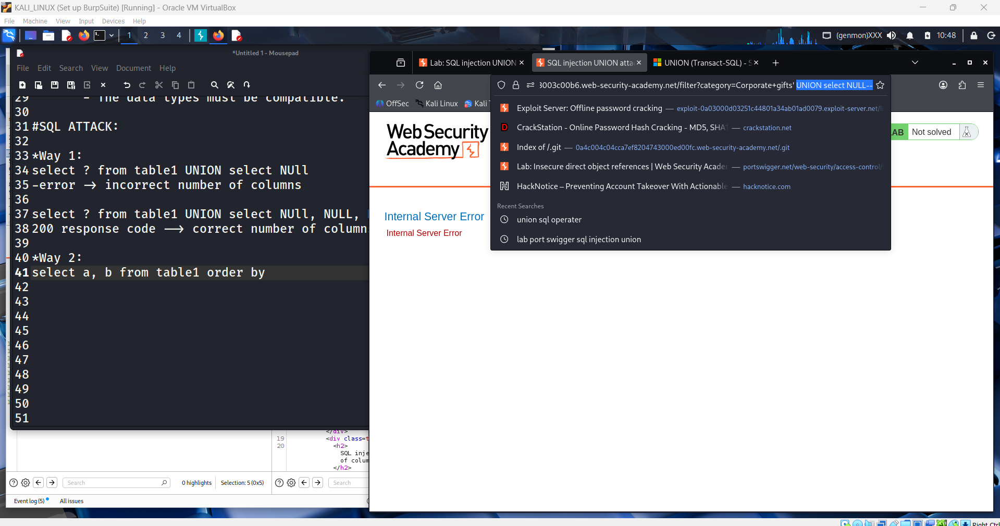 KALI_LINUX (Set up BurpSuite) [Running] - Oracle VM VirtualBox
File Machine View Input Devices Help
1 2 3 4
(genmon)XXX 10:48
*Untitled 1 - Mousepad
File Edit Search View Document Help
29 - The data types must be compatible.
30
31 #SQL ATTACK:
32
33 *Way 1:
34 select ? from table1 UNION select NUll
35 -error -> incorrect number of columns
36
37 select ? from table1 UNION select NUll, NULL,
38 200 response code --> correct number of column
39
40 *Way 2:
41 select a, b from table1 order by
42
43
44
45
46
47
48
49
50
51
Lab: SQL injection UNION
SQL injection UNION atta
UNION (Transact-SQL) - S
3003c00b6.web-security-academy.net/filter?category=Corporate+gifts' UNION select NULL--
OffSec Kali Linux Kali
Exploit Server: Offline password cracking — exploit-0a03000d03251c44801a34ab01ad0079.exploit-server.net/
CrackStation - Online Password Hash Cracking - MD5, SHA1 — crackstation.net
Index of /.git — 0a4c004c04cca7ef8204743000ed00fc.web-security-academy.net/.git
Lab: Insecure direct object references | Web Security Acader — portswigger.net/web-security/access-control/
HackNotice – Preventing Account Takeover With Actionable — hacknotice.com
Recent Searches
union sql operater
lab port swigger sql injection union
Web Security
Academy
LAB Not solved
Internal Server Error
Internal Server Error
</div>
19 <div class=t
20 <h2>
SQL inje
of colum
</h2>
Search 0 highlights Selection: 5 (0x5) Search
Event log (5) All issues
Right Ctrl